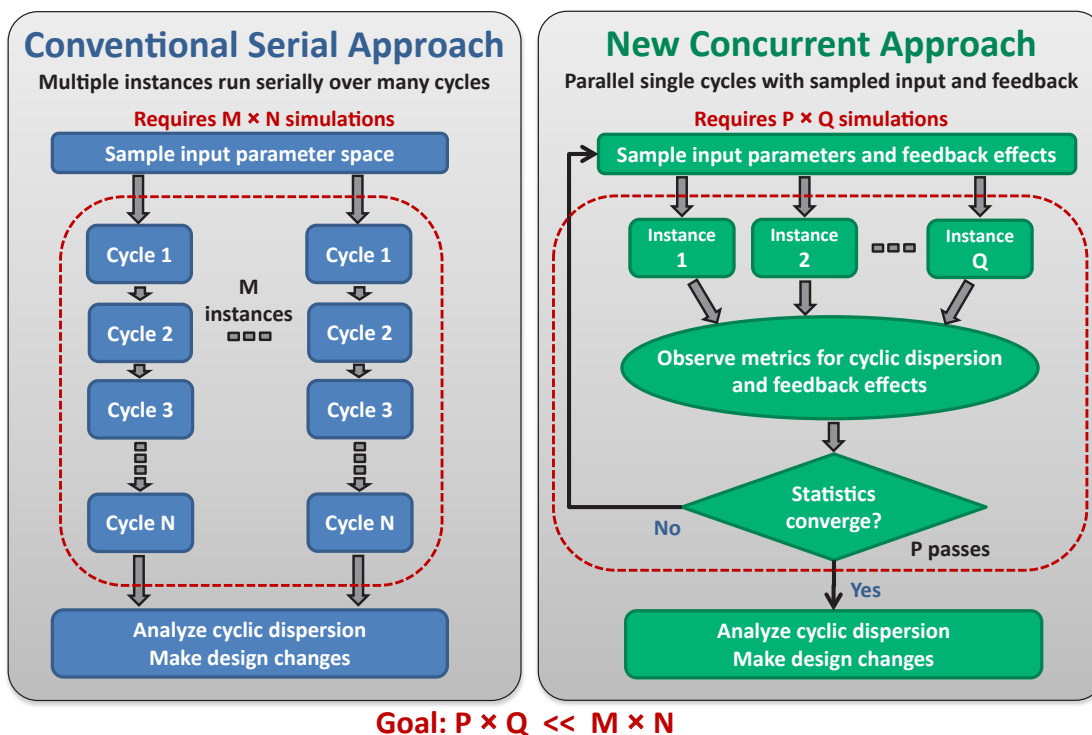 Conventional Serial Approach
Multiple instances run serially over many cycles
Requires M × N simulations
Sample input parameter space
Cycle 1
Cycle 1
M
instances
Cycle 2
Cycle 2
Cycle 3
Cycle 3
Cycle N
Cycle N
Analyze cyclic dispersion
Make design changes
New Concurrent Approach
Parallel single cycles with sampled input and feedback
Requires P × Q simulations
Sample input parameters and feedback effects
Instance
1
Instance
2
Instance
Q
Observe metrics for cyclic dispersion
and feedback effects
Statistics
converge?
No
P passes
Yes
Analyze cyclic dispersion
Make design changes
Goal: P × Q << M × N